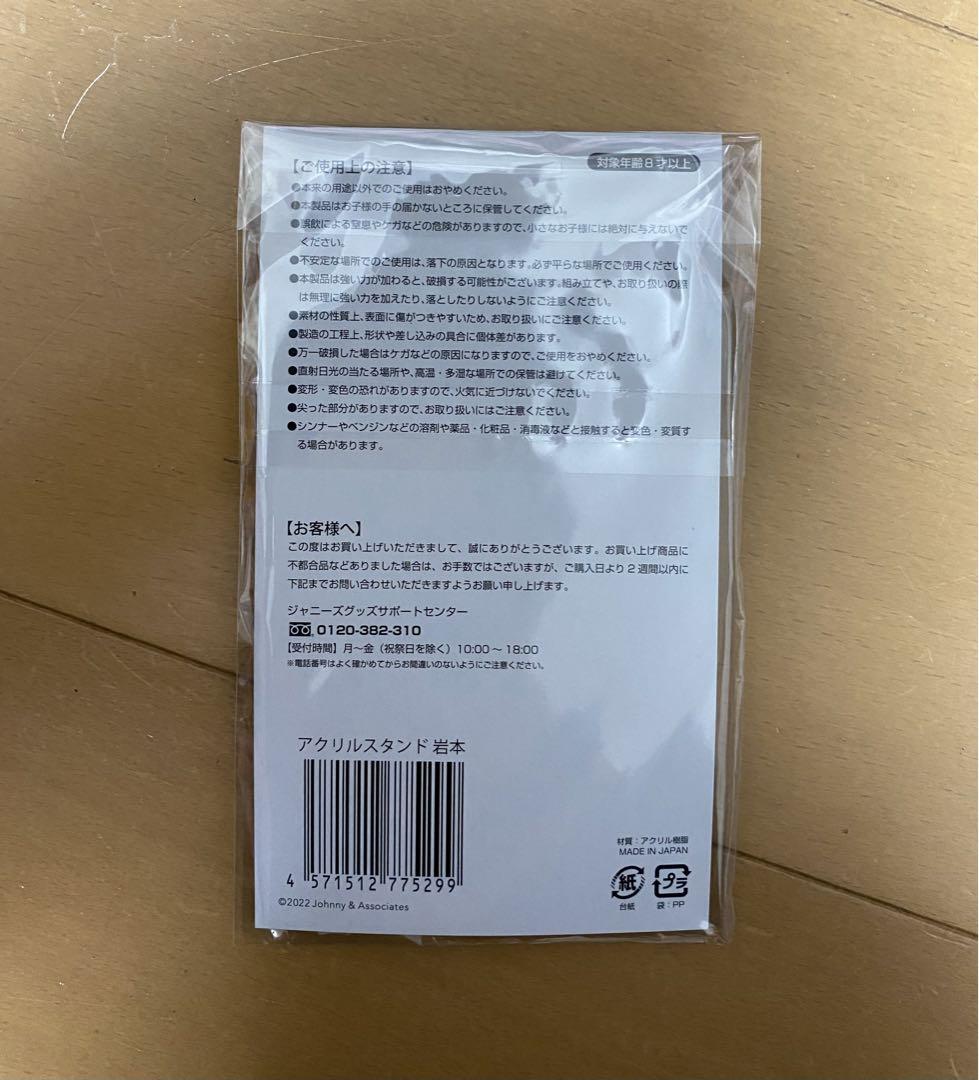 【ご使用上の注意】
対象年齢8才以上
●本来の用途以外でのご使用はおやめください。
●本製品はお子様の手の届かないところに保管してください。
●誤飲による窒息やケガなどの危険がありますので、小さなお子様には絶対に与えないで
ください。
●不安定な場所でのご使用は、落下の原因となります。必ず平らな場所でご使用ください。
●本製品は強い力が加わると、破損する可能性がございます。組み立てや、お取り扱いの際
は無理に強い力を加えたり、落としたりしないようにご注意ください。
●素材の性質上、表面に傷がつきやすいため、お取り扱いにご注意ください。
●製造の工程上、形状や差し込みの具合に個体差があります。
●万一破損した場合はケガなどの原因になりますので、ご使用をおやめください。
●直射日光の当たる場所や、高温・多湿な場所での保管は避けてください。
●変形・変色の恐れがありますので、火気に近づけないでください。
●尖った部分がありますので、お取り扱いにはご注意ください。
●シンナーやベンジンなどの溶剤や薬品・化粧品・消毒液などと接触すると変色・変質す
る場合があります。
【お客様へ】
この度はお買い上げいただきまして、誠にありがとうございます。お買い上げ商品に
不都合品などありました場合は、お手数ではございますが、ご購入日より2週間以内に
下記までお問い合わせいただきますようお願い申し上げます。
ジャニーズグッズサポートセンター
0120-382-310
【受付時間】月〜金（祝祭日を除く）10:00〜18:00
※電話番号はよく確かめてからお間違いのないようにご注意ください。
アクリルスタンド 岩本
4 571512 775299
©2022 Johnny & Associates
材質：アクリル樹脂
MADE IN JAPAN
紙 プラ
台紙 袋：PP